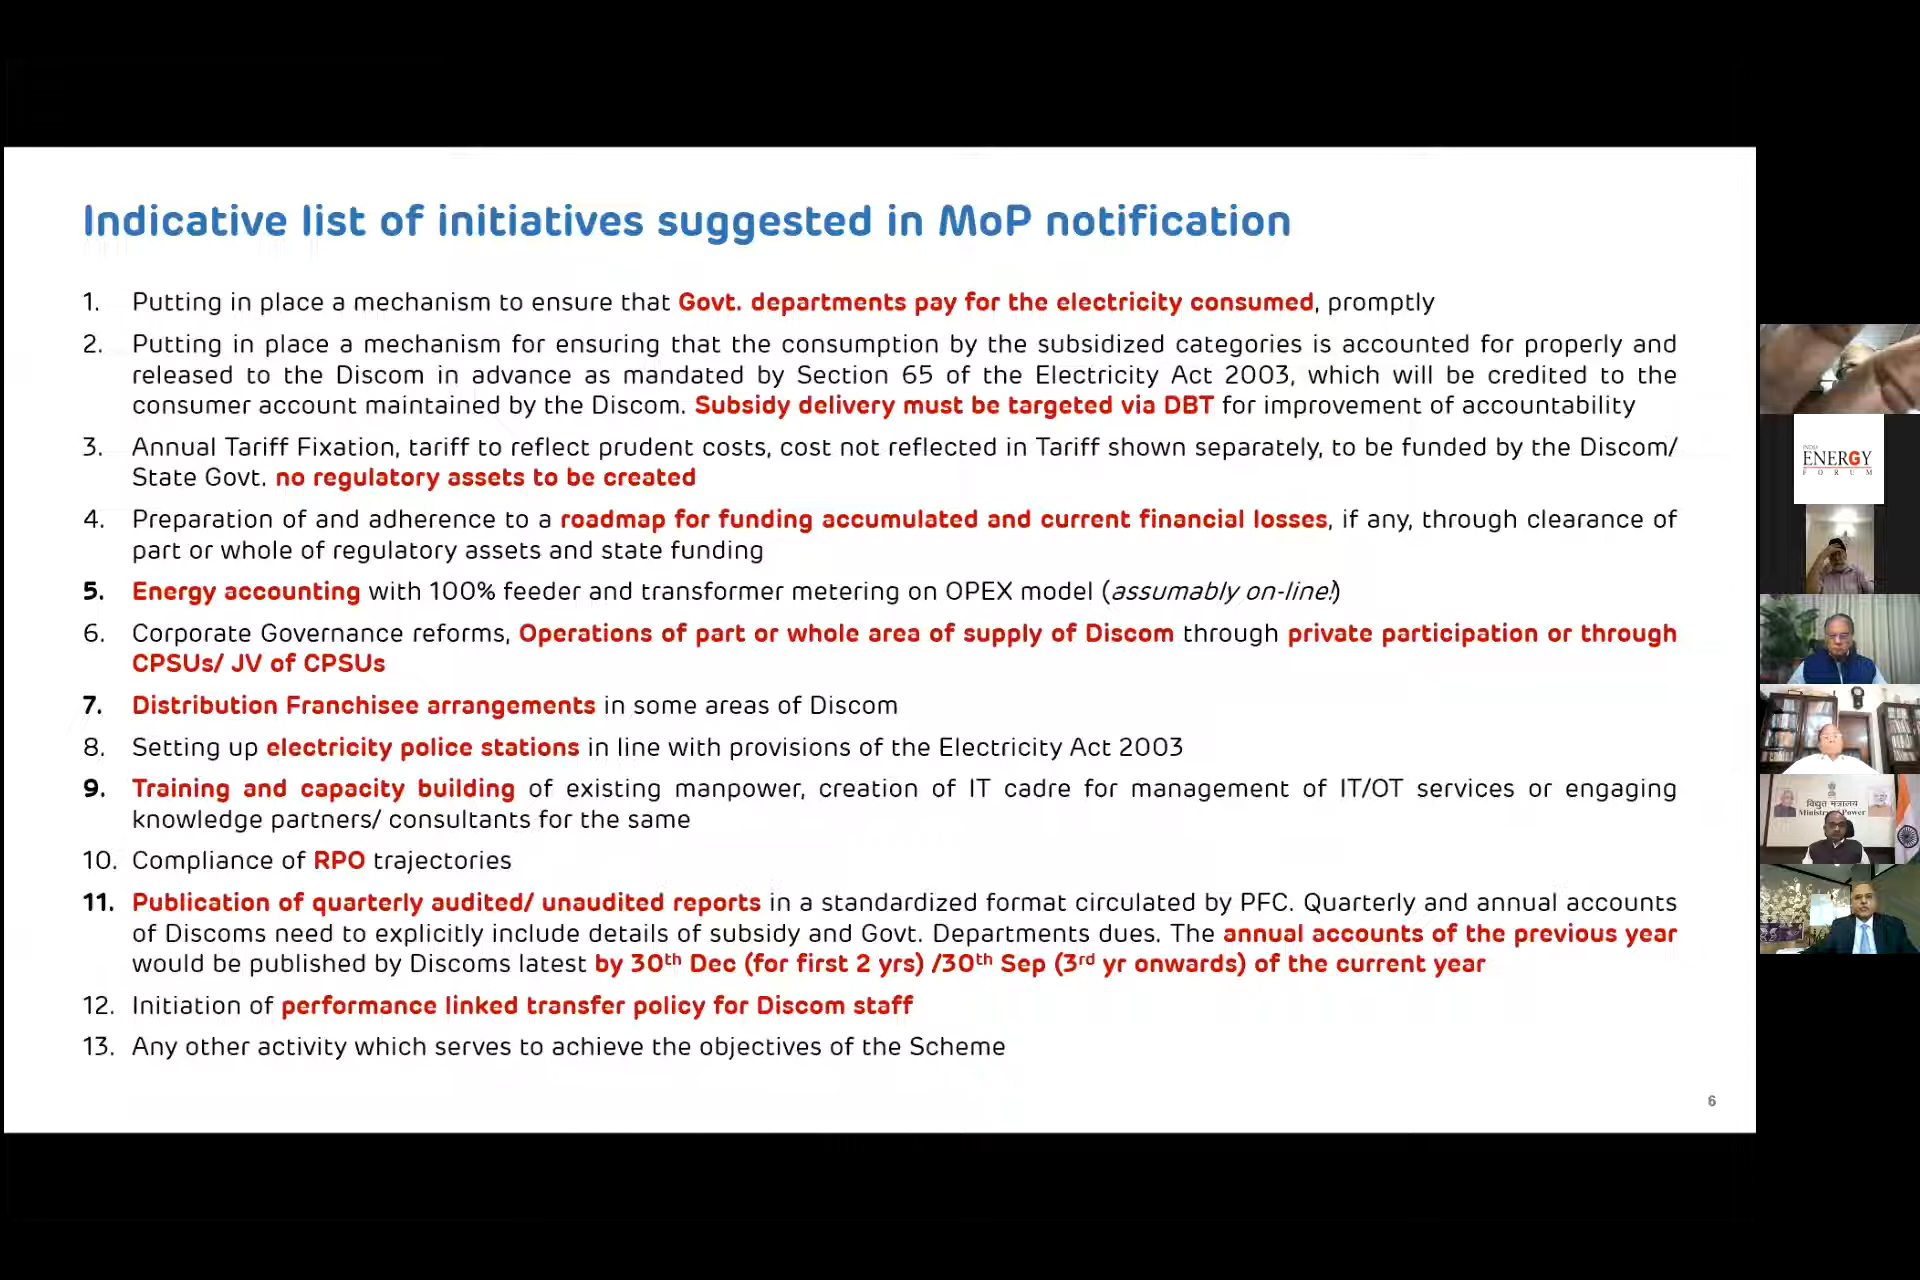 Indicative list of initiatives suggested in MoP notification
1. Putting in place a mechanism to ensure that Govt. departments pay for the electricity consumed, promptly
2. Putting in place a mechanism for ensuring that the consumption by the subsidized categories is accounted for properly and
released to the Discom in advance as mandated by Section 65 of the Electricity Act 2003, which will be credited to the
consumer account maintained by the Discom. Subsidy delivery must be targeted via DBT for improvement of accountability
3. Annual Tariff Fixation, tariff to reflect prudent costs, cost not reflected in Tariff shown separately, to be funded by the Discom/
State Govt. no regulatory assets to be created
4. Preparation of and adherence to a roadmap for funding accumulated and current financial losses, if any, through clearance of
part or whole of regulatory assets and state funding
5. Energy accounting with 100% feeder and transformer metering on OPEX model (assumably on-line!)
6. Corporate Governance reforms, Operations of part or whole area of supply of Discom through private participation or through
CPSUs/ JV of CPSUs
7. Distribution Franchisee arrangements in some areas of Discom
8. Setting up electricity police stations in line with provisions of the Electricity Act 2003
9. Training and capacity building of existing manpower, creation of IT cadre for management of IT/OT services or engaging
knowledge partners/ consultants for the same
10. Compliance of RPO trajectories
11. Publication of quarterly audited/ unaudited reports in a standardized format circulated by PFC. Quarterly and annual accounts
of Discoms need to explicitly include details of subsidy and Govt. Departments dues. The annual accounts of the previous year
would be published by Discoms latest by 30th Dec (for first 2 yrs) /30th Sep (3rd yr onwards) of the current year
12. Initiation of performance linked transfer policy for Discom staff
13. Any other activity which serves to achieve the objectives of the Scheme
6
INDIA
ENERGY
FORUM
विद्युत मंत्रालय
Ministry of Power